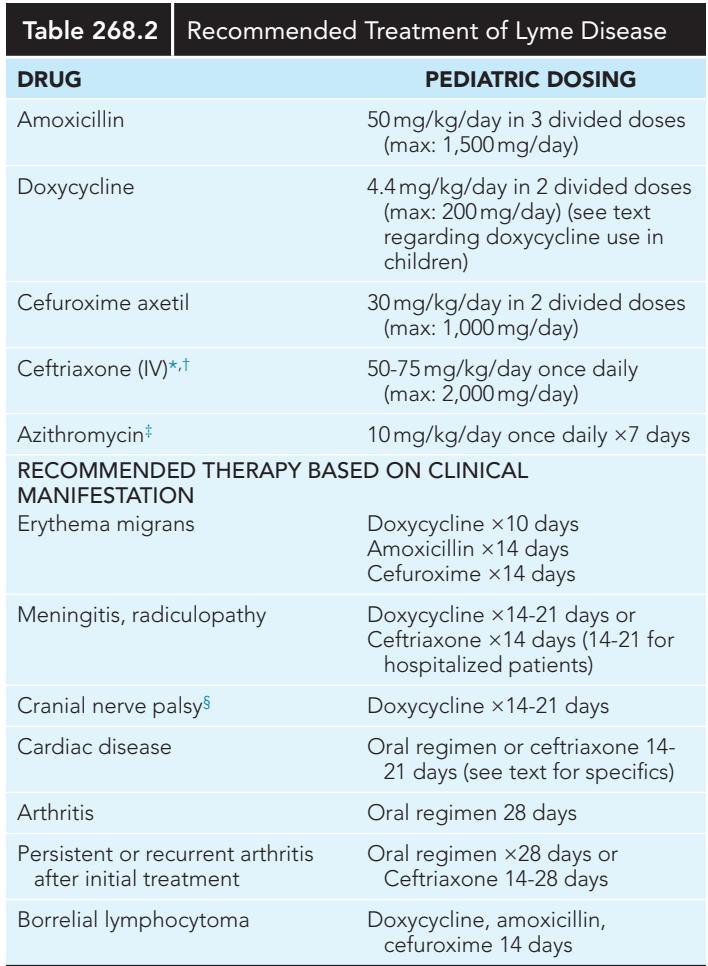 Table 268.2 Recommended Treatment of Lyme Disease
DRUG PEDIATRIC DOSING
Amoxicillin 50 mg/kg/day in 3 divided doses
(max: 1,500 mg/day)
Doxycycline 4.4 mg/kg/day in 2 divided doses
(max: 200 mg/day) (see text
regarding doxycycline use in
children)
Cefuroxime axetil 30 mg/kg/day in 2 divided doses
(max: 1,000 mg/day)
Ceftriaxone (IV)*,† 50-75 mg/kg/day once daily
(max: 2,000 mg/day)
Azithromycin‡ 10 mg/kg/day once daily ×7 days
RECOMMENDED THERAPY BASED ON CLINICAL
MANIFESTATION
Erythema migrans Doxycycline ×10 days
Amoxicillin ×14 days
Cefuroxime ×14 days
Meningitis, radiculopathy Doxycycline ×14-21 days or
Ceftriaxone ×14 days (14-21 for
hospitalized patients)
Cranial nerve palsy§ Doxycycline ×14-21 days
Cardiac disease Oral regimen or ceftriaxone 14-
21 days (see text for specifics)
Arthritis Oral regimen 28 days
Persistent or recurrent arthritis Oral regimen ×28 days or
after initial treatment Ceftriaxone 14-28 days
Borrelial lymphocytoma Doxycycline, amoxicillin,
cefuroxime 14 days